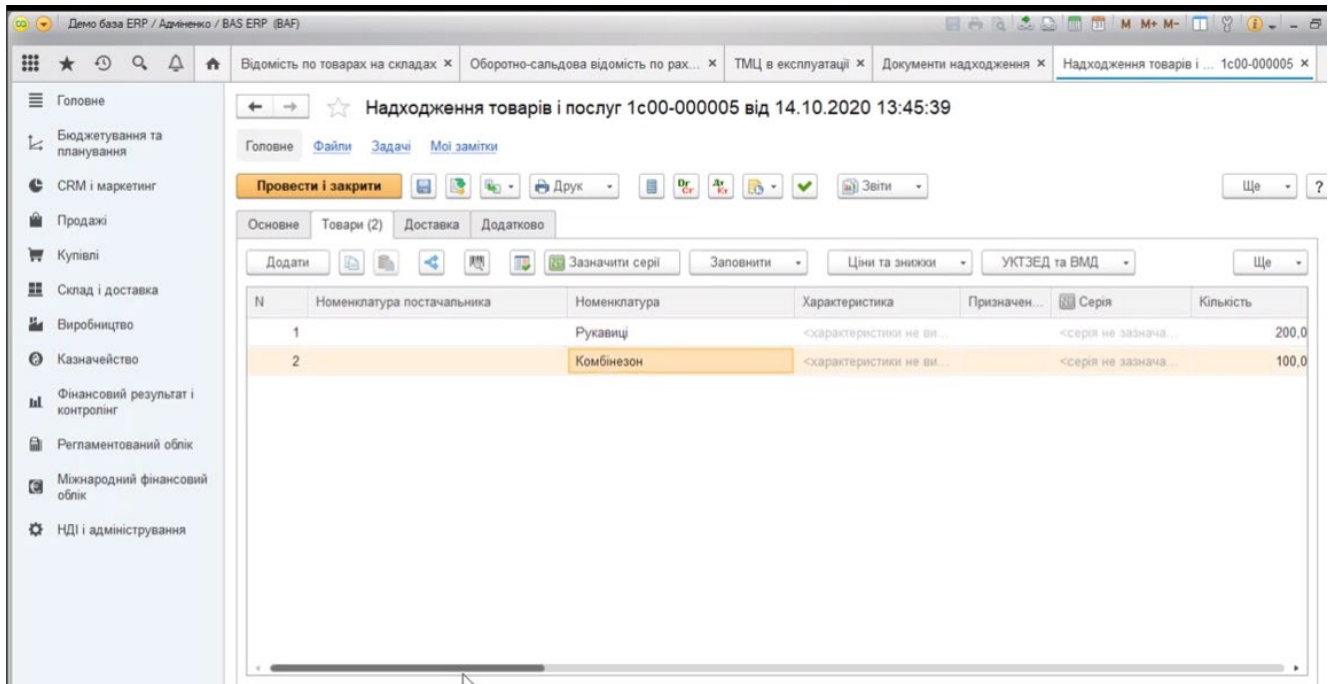 Демо база ERP / Адміненко / BAS ERP (BAF)
M M+ M-
Відомість по товарах на складах × Оборотно-сальдова відомість по рах... × ТМЦ в експлуатації × Документи надходження × Надходження товарів і ... 1с00-000005 ×
Головне
Бюджетування та
планування
CRM і маркетинг
Продажі
Купівлі
Склад і доставка
Виробництво
Казначейство
Фінансовий результат і
контролінг
Регламентований облік
Міжнародний фінансовий
облік
НДІ і адміністрування
Надходження товарів і послуг 1с00-000005 від 14.10.2020 13:45:39
Головне Файли Задачі Мої замітки
Провести і закрити Друк Dr Cr Дт Кт Звіти Ще ?
Основне Товари (2) Доставка Додатково
Додати Зазначити серії Заповнити Ціни та знижки УКТЗЕД та ВМД Ще
N Номенклатура постачальника Номенклатура Характеристика Призначен... Серія Кількість
1 Рукавиці <характеристики не ви... <серія не зазнача... 200,0
2 Комбінезон <характеристики не ви... <серія не зазнача... 100,0